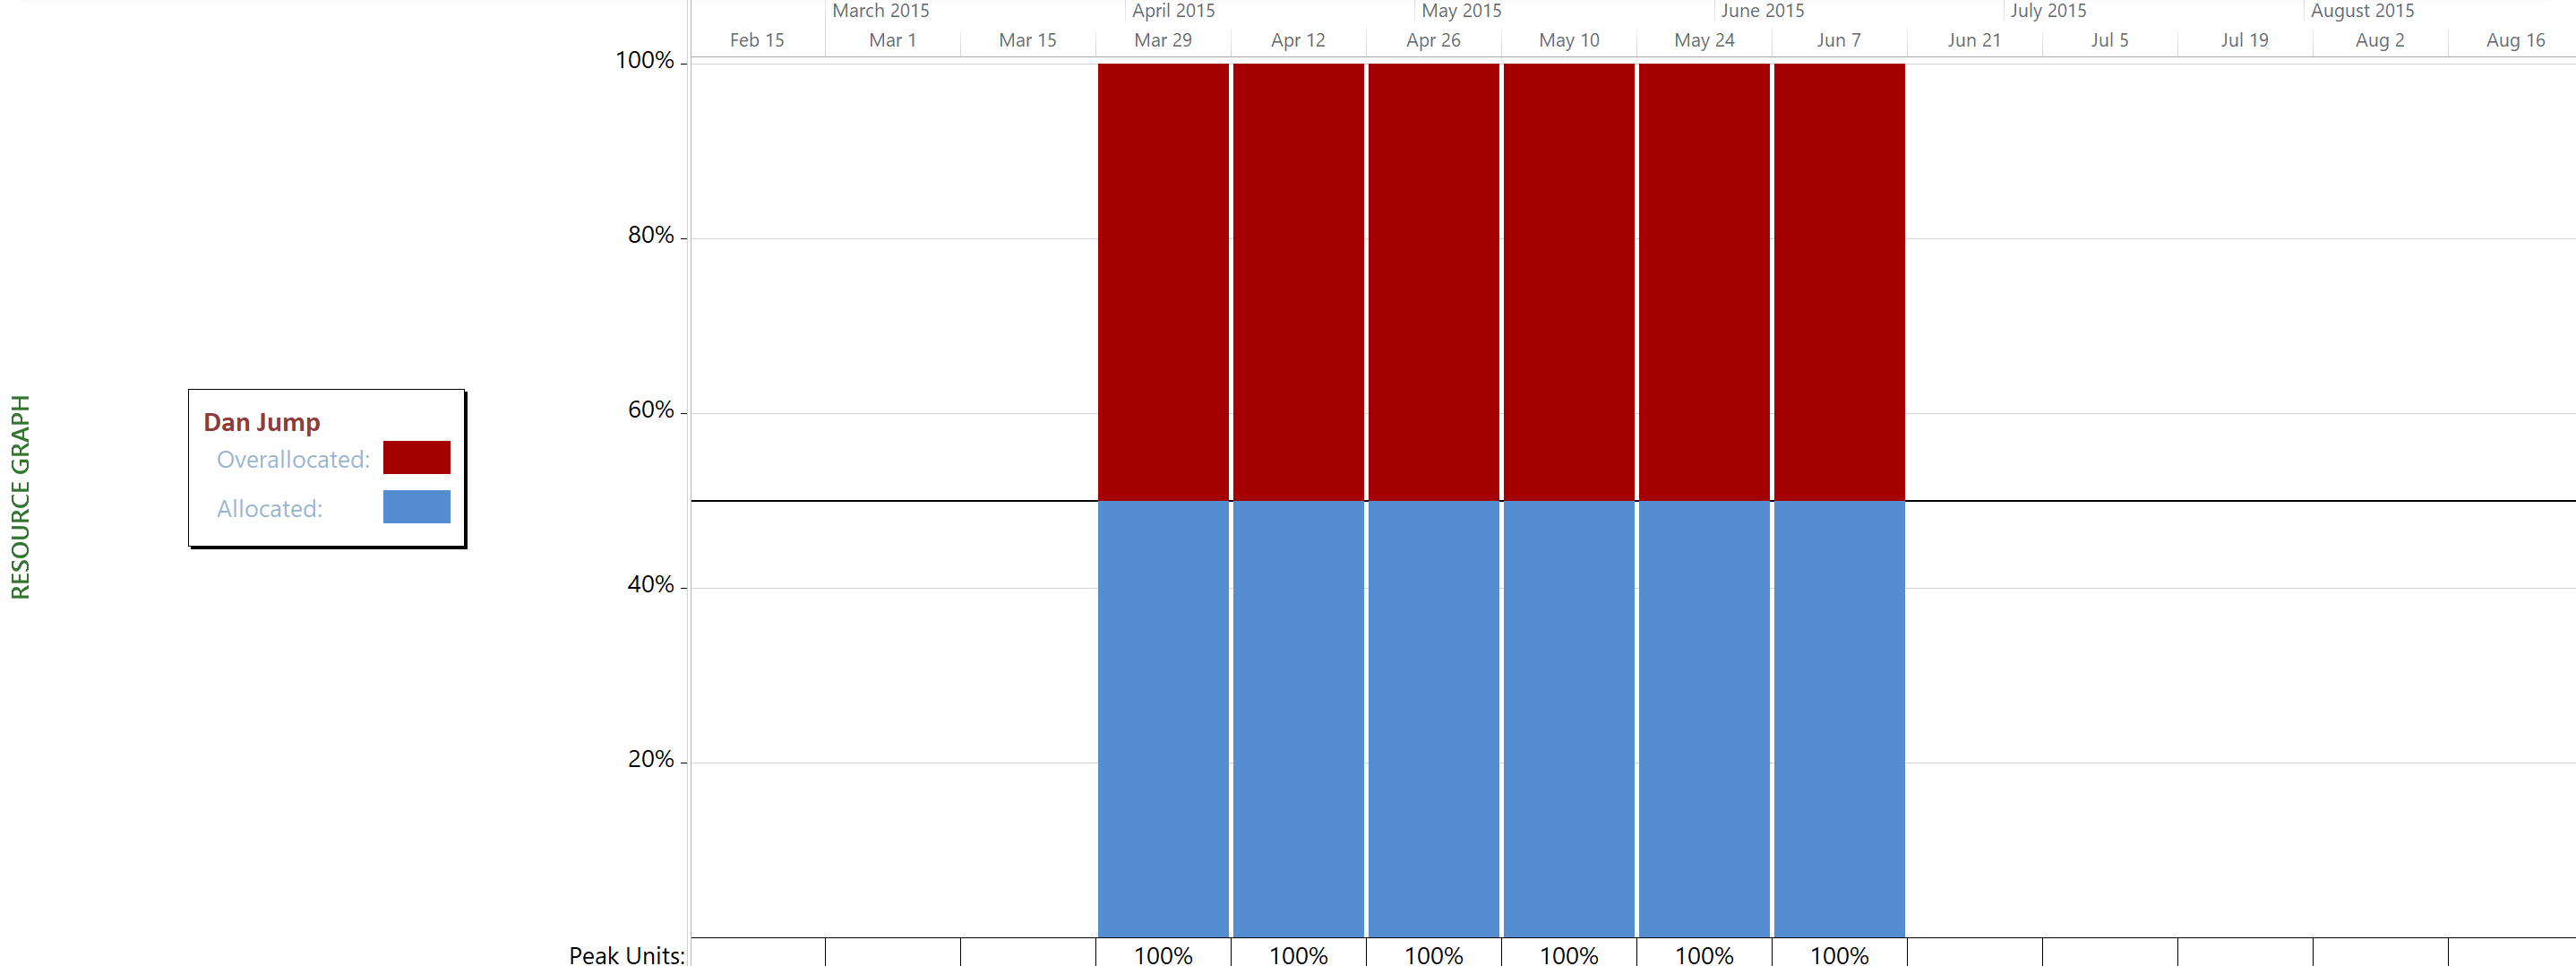 March 2015 April 2015 May 2015 June 2015 July 2015 August 2015
Feb 15 Mar 1 Mar 15 Mar 29 Apr 12 Apr 26 May 10 May 24 Jun 7 Jun 21 Jul 5 Jul 19 Aug 2 Aug 16
100%
80%
60%
40%
20%
RESOURCE GRAPH
Dan Jump
Overallocated:
Allocated:
Peak Units: 100% 100% 100% 100% 100% 100%